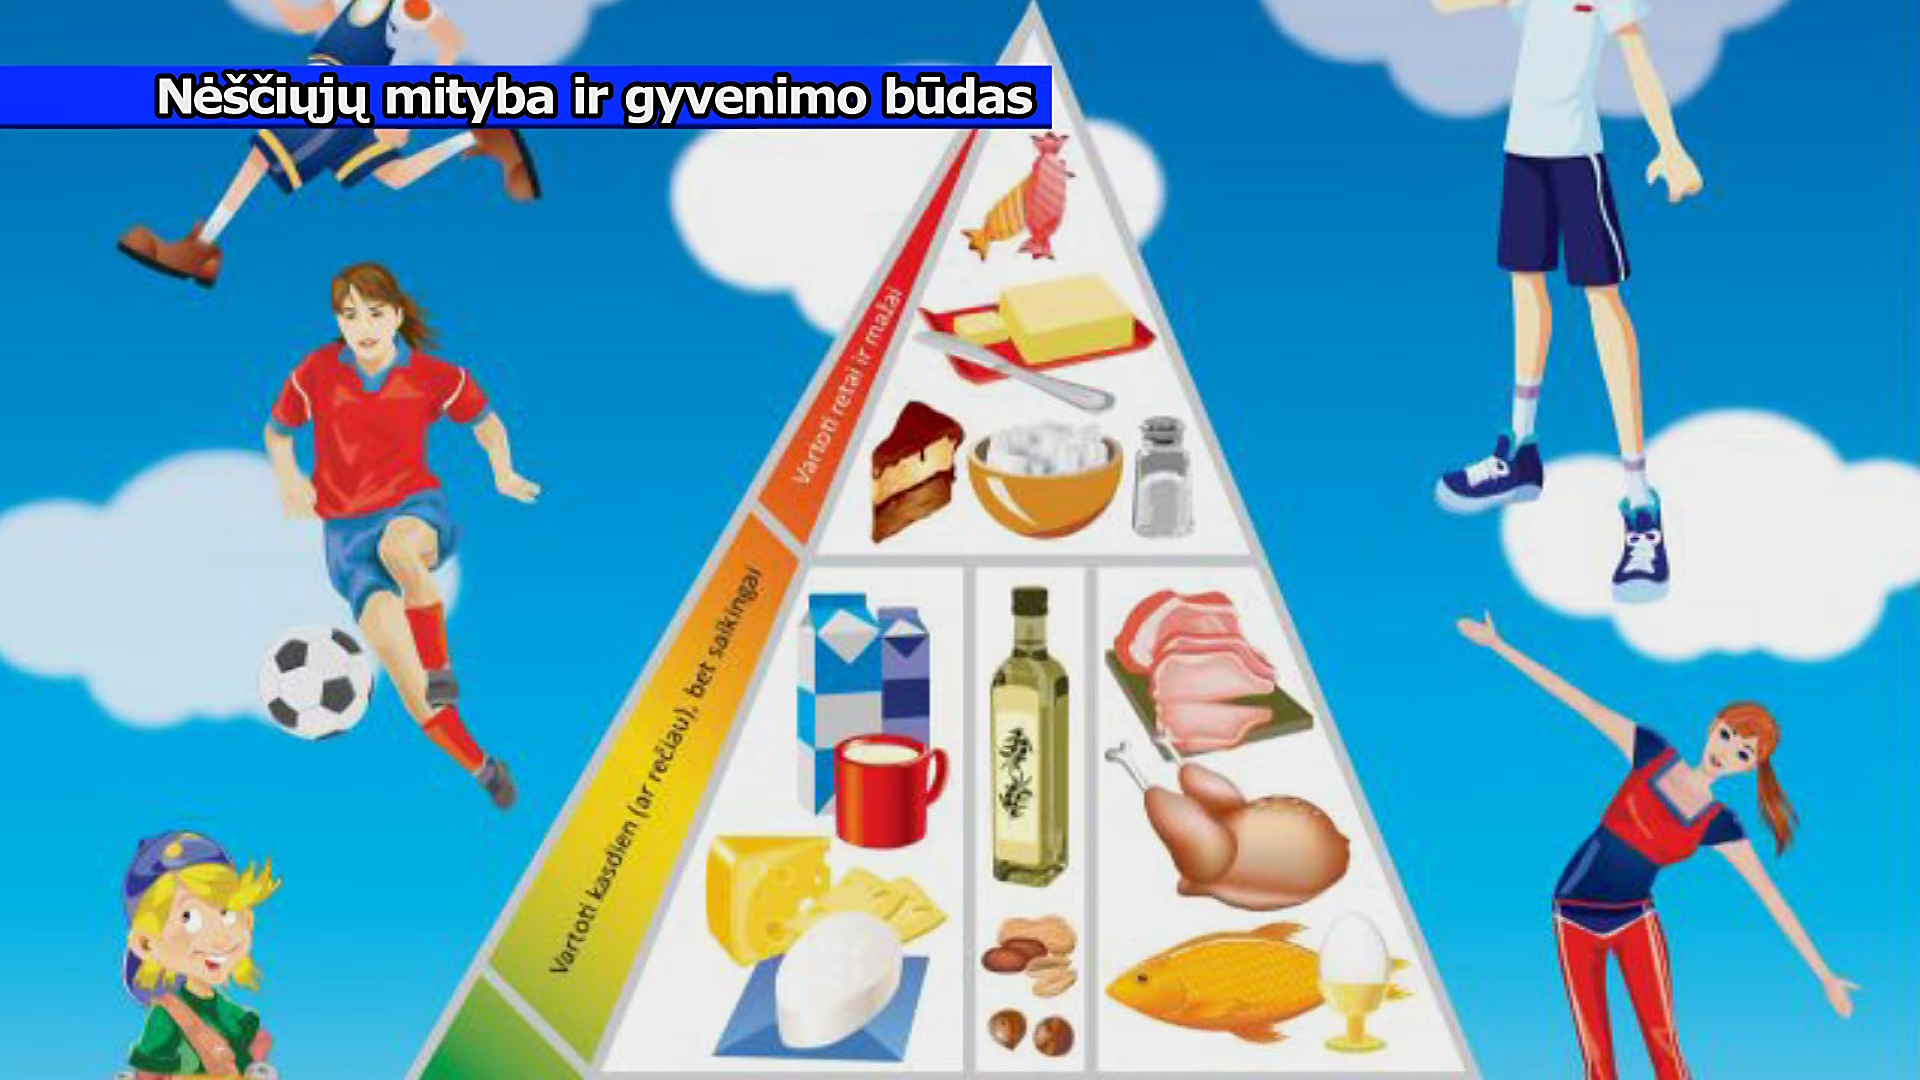 Nėščiųjų mityba ir gyvenimo būdas
Vartoti retai ir mažai
Vartoti kasdien (ar rečiau), bet saikingai